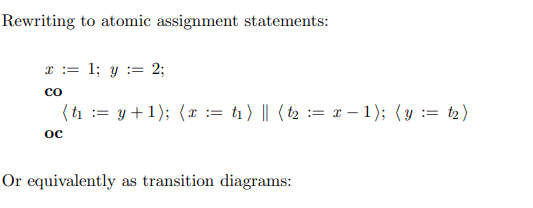 Rewriting to atomic assignment statements:
x := 1; y := 2;
co
⟨ t₁ := y + 1 ⟩; ⟨ x := t₁ ⟩ ∥ ⟨ t₂ := x − 1 ⟩; ⟨ y := t₂ ⟩
oc
Or equivalently as transition diagrams: